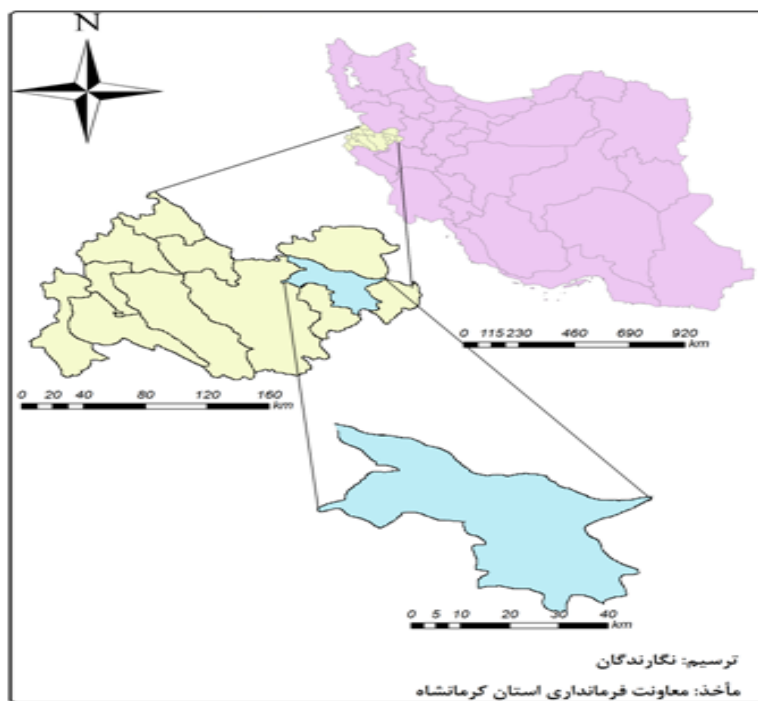 N
0 115 230 460 690 920
km
0 20 40 80 120 160
km
0 5 10 20 30 40
km
ترسیم: نگارندگان
مأخذ: معاونت فرمانداری استان کرمانشاه